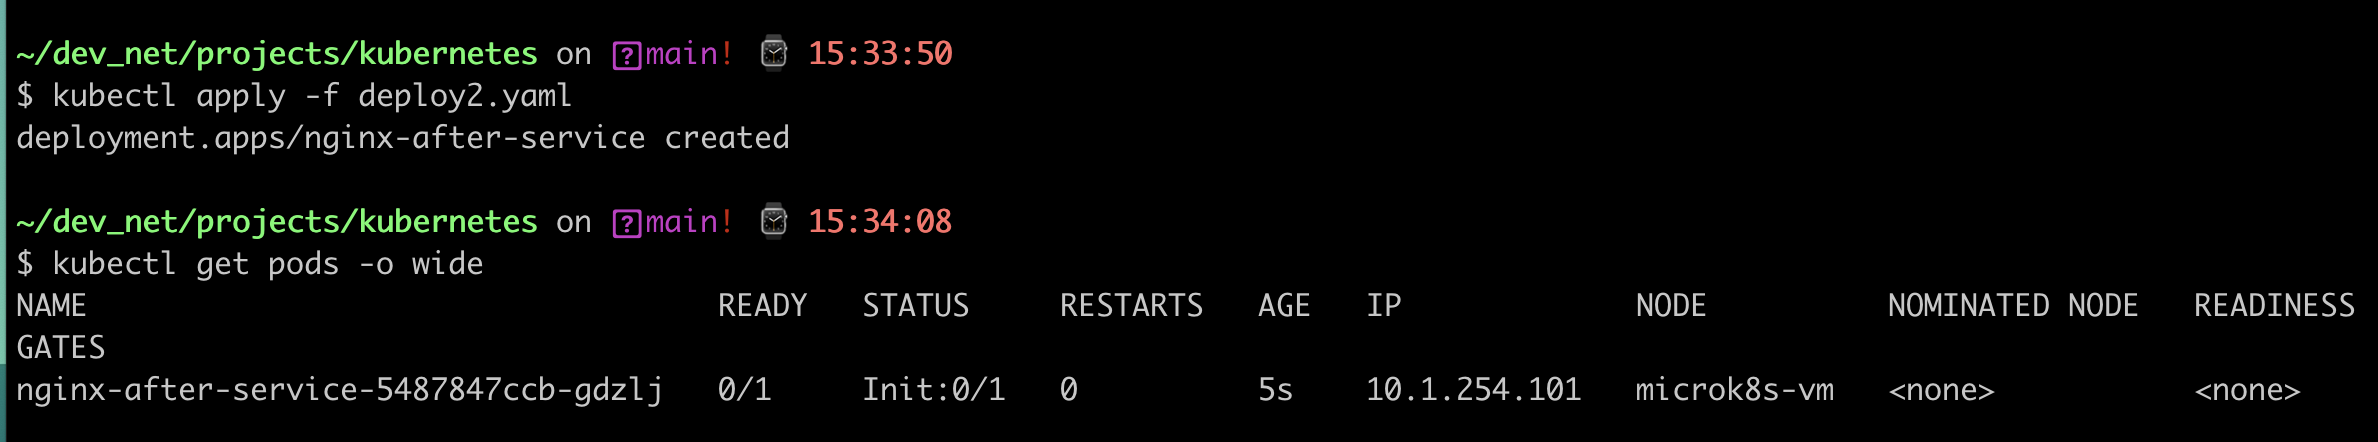 ~/dev_net/projects/kubernetes on [?]main! ⌚ 15:33:50
$ kubectl apply -f deploy2.yaml
deployment.apps/nginx-after-service created
~/dev_net/projects/kubernetes on [?]main! ⌚ 15:34:08
$ kubectl get pods -o wide
NAME READY STATUS RESTARTS AGE IP NODE NOMINATED NODE READINESS
GATES
nginx-after-service-5487847ccb-gdzlj 0/1 Init:0/1 0 5s 10.1.254.101 microk8s-vm <none> <none>